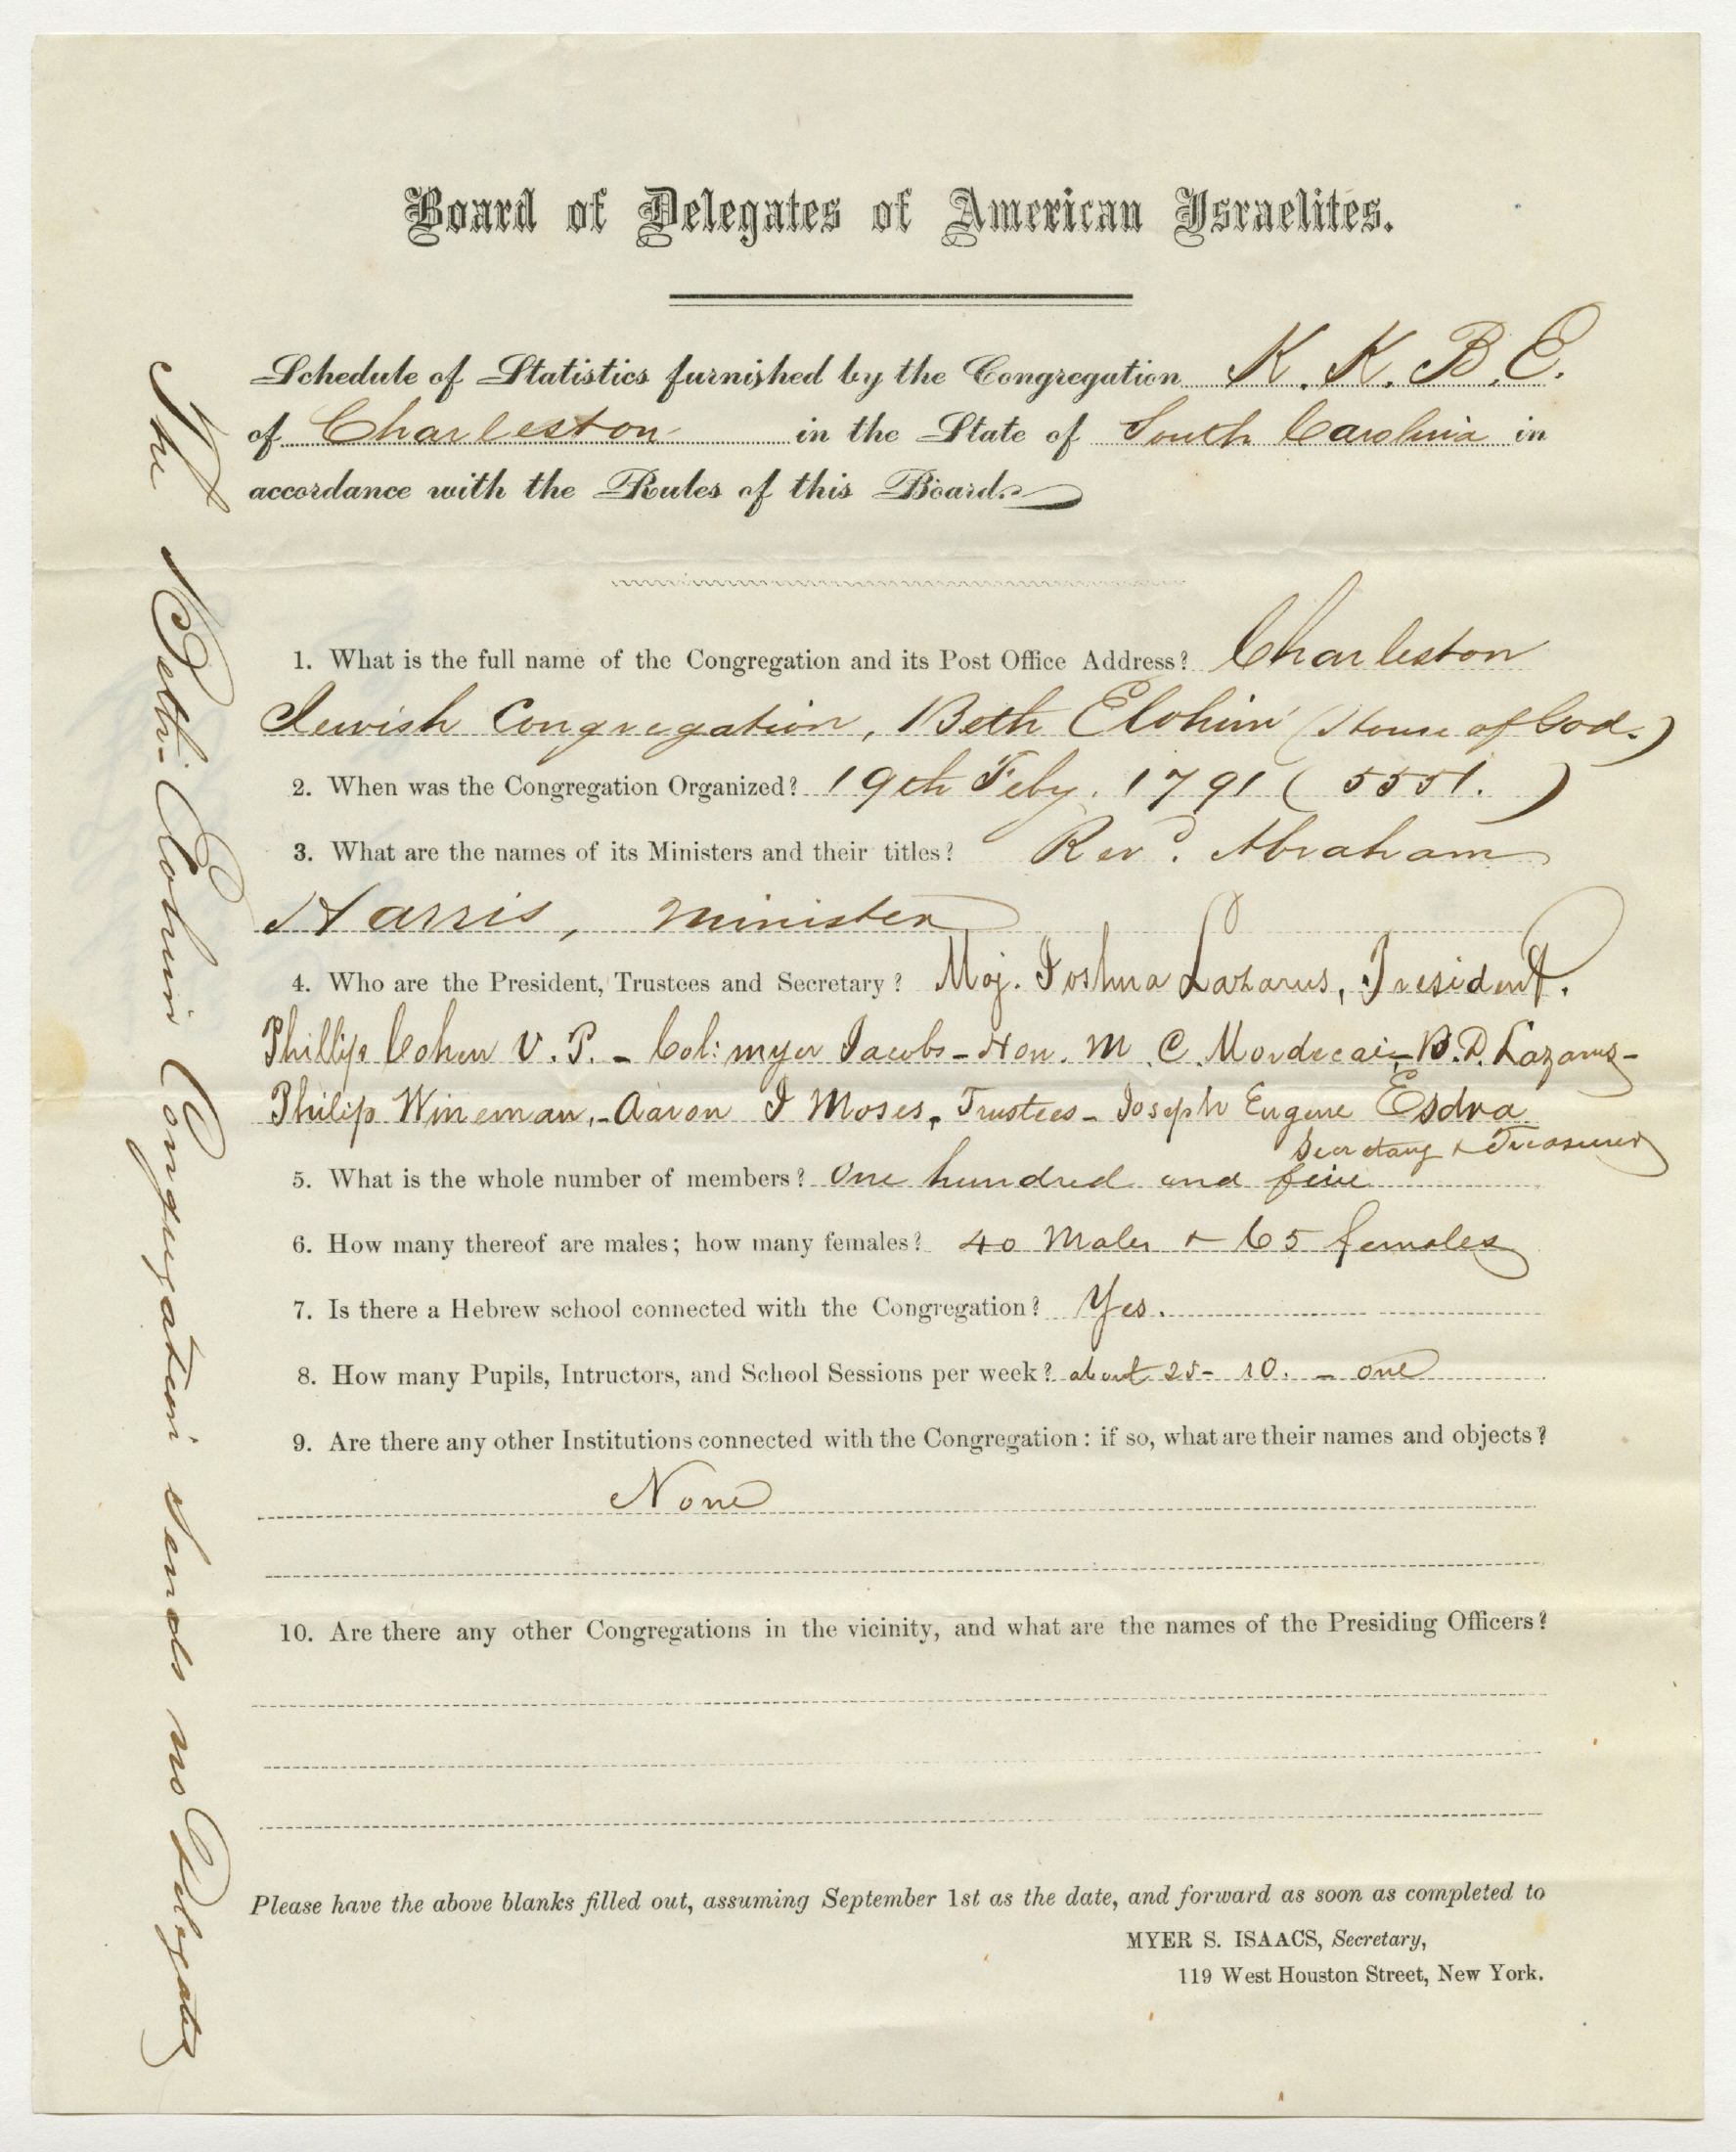 Board of Delegates of American Israelites.
Schedule of Statistics furnished by the Congregation K. K. B. E.
of Charleston in the State of South Carolina in
accordance with the Rules of this Board.
1. What is the full name of the Congregation and its Post Office Address? Charleston
Jewish Congregation, Beth Elohim (House of God.)
2. When was the Congregation Organized? 19th Feby. 1791 (5551.)
3. What are the names of its Ministers and their titles? Revd. Abraham
Harris, Minister
4. Who are the President, Trustees and Secretary? Maj. Joshua Lazarus, President.
Phillip Cohen V. P. - Col: Myer Jacobs - Hon. M. C. Mordecai - B. D. Lazarus -
Philip Wineman, - Aaron I Moses, Trustees - Joseph Eugene Esdra
Secretary & Treasurer
5. What is the whole number of members? One hundred and five
6. How many thereof are males; how many females? 40 Males & 65 females
7. Is there a Hebrew school connected with the Congregation? Yes.
8. How many Pupils, Intructors, and School Sessions per week? about 25 - 10. - one
9. Are there any other Institutions connected with the Congregation: if so, what are their names and objects?
None
10. Are there any other Congregations in the vicinity, and what are the names of the Presiding Officers?
Please have the above blanks filled out, assuming September 1st as the date, and forward as soon as completed to
MYER S. ISAACS, Secretary,
119 West Houston Street, New York.
The Beth-Elohim Congregation sends no Delegates